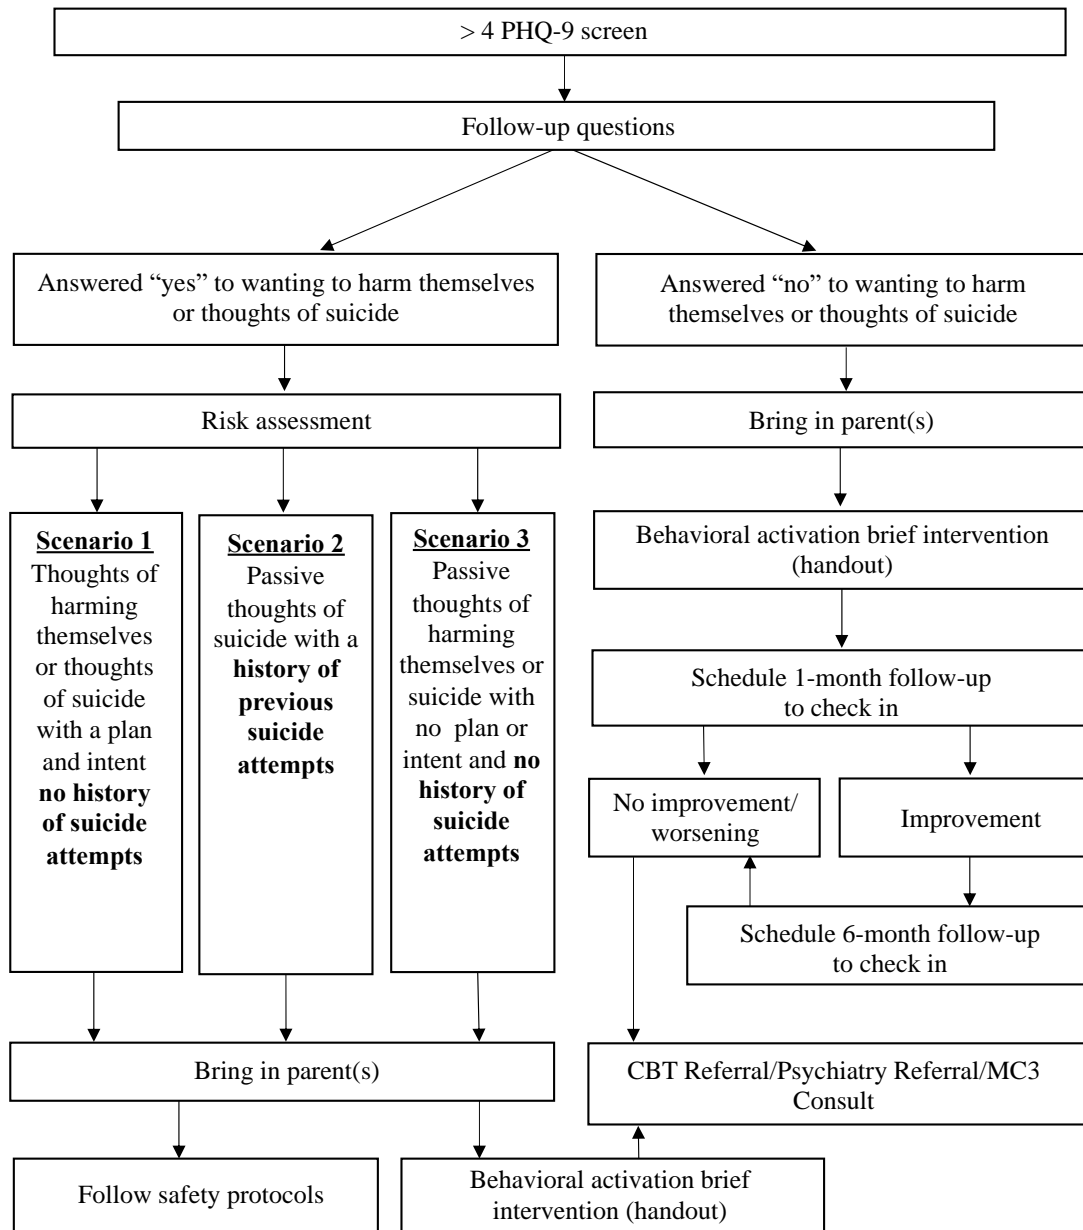 > 4 PHQ-9 screen
Follow-up questions
Answered “yes” to wanting to harm themselves
or thoughts of suicide
Answered “no” to wanting to harm
themselves or thoughts of suicide
Risk assessment
Bring in parent(s)
Scenario 1
Thoughts of
harming
themselves
or thoughts
of suicide
with a plan
and intent
no history
of suicide
attempts
Scenario 2
Passive
thoughts of
suicide with a
history of
previous
suicide
attempts
Scenario 3
Passive
thoughts of
harming
themselves or
suicide with
no plan or
intent and no
history of
suicide
attempts
Behavioral activation brief intervention
(handout)
Schedule 1-month follow-up
to check in
No improvement/
worsening
Improvement
Schedule 6-month follow-up
to check in
Bring in parent(s)
CBT Referral/Psychiatry Referral/MC3
Consult
Follow safety protocols
Behavioral activation brief
intervention (handout)